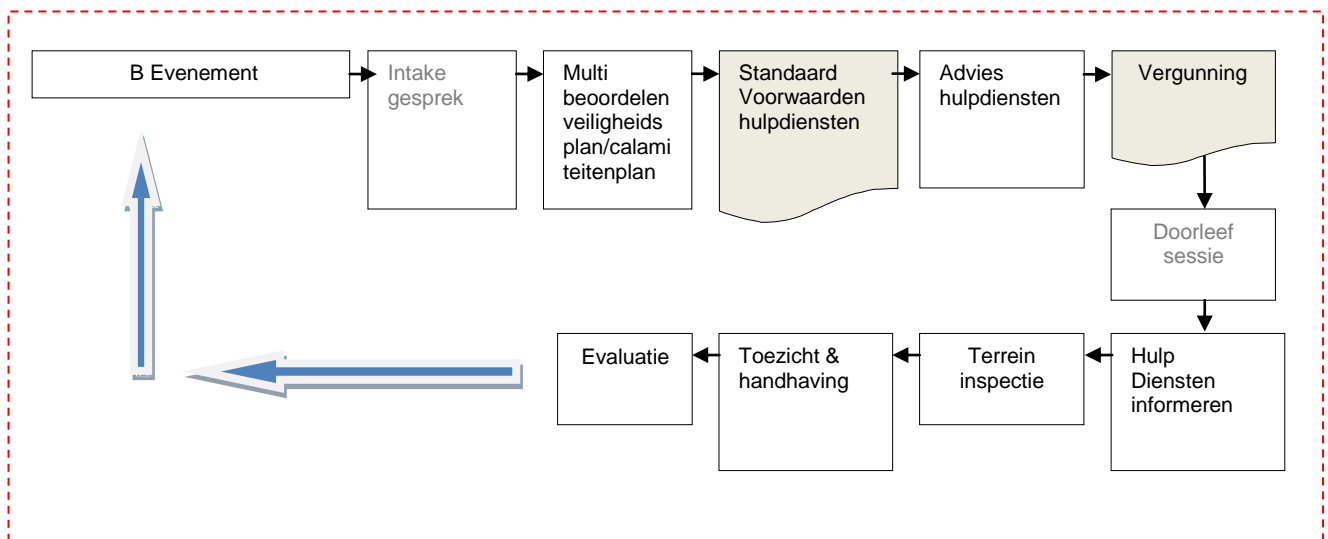 B Evenement
Intake
gesprek
Multi
beoordelen
veiligheids
plan/calami
teitenplan
Standaard
Voorwaarden
hulpdiensten
Advies
hulpdiensten
Vergunning
Doorleef
sessie
Hulp
Diensten
informeren
Terrein
inspectie
Toezicht &
handhaving
Evaluatie